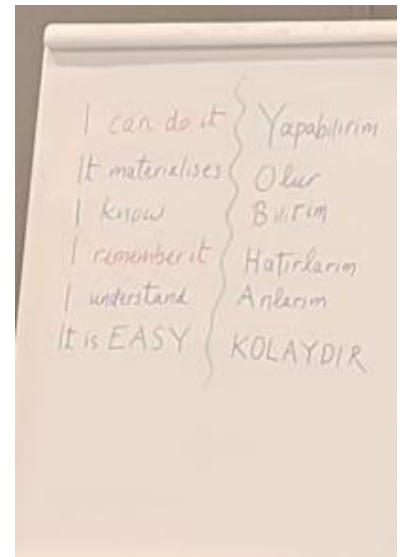 I can do it Yapabilirim
It materialises Olur
I know Bilirim
I remember it Hatırlarım
I understand Anlarım
It is EASY KOLAYDIR